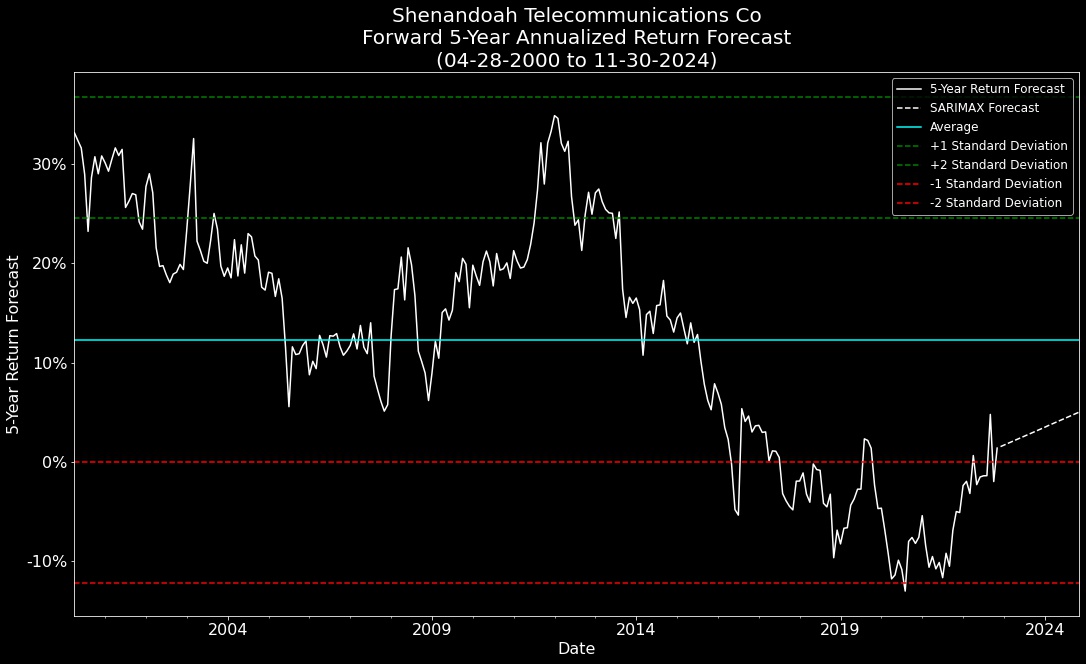 Shenandoah Telecommunications Co
Forward 5-Year Annualized Return Forecast
(04-28-2000 to 11-30-2024)
5-Year Return Forecast
SARIMAX Forecast
Average
+1 Standard Deviation
+2 Standard Deviation
-1 Standard Deviation
-2 Standard Deviation
5-Year Return Forecast
30%
20%
10%
0%
-10%
2004
2009
2014
2019
2024
Date